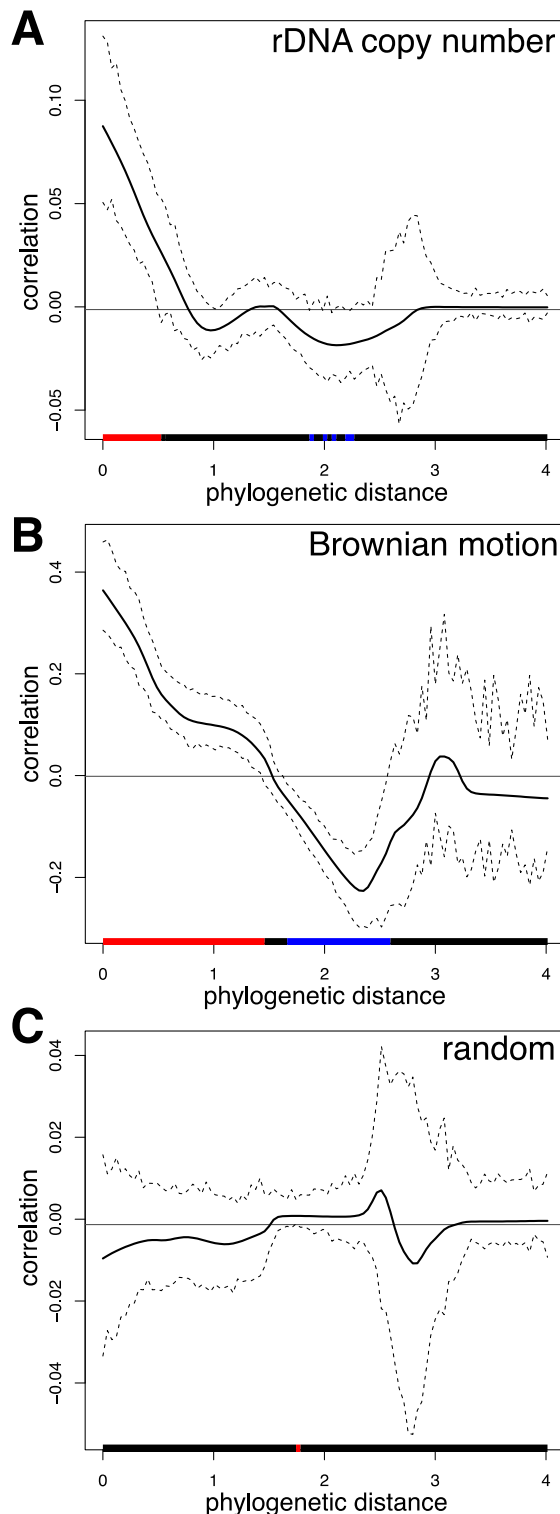 A
rDNA copy number
correlation
0.10
0.05
0.00
−0.05
0 1 2 3 4
phylogenetic distance
B
Brownian motion
correlation
0.4
0.2
0.0
−0.2
0 1 2 3 4
phylogenetic distance
C
random
correlation
0.04
0.02
0.00
−0.02
−0.04
0 1 2 3 4
phylogenetic distance